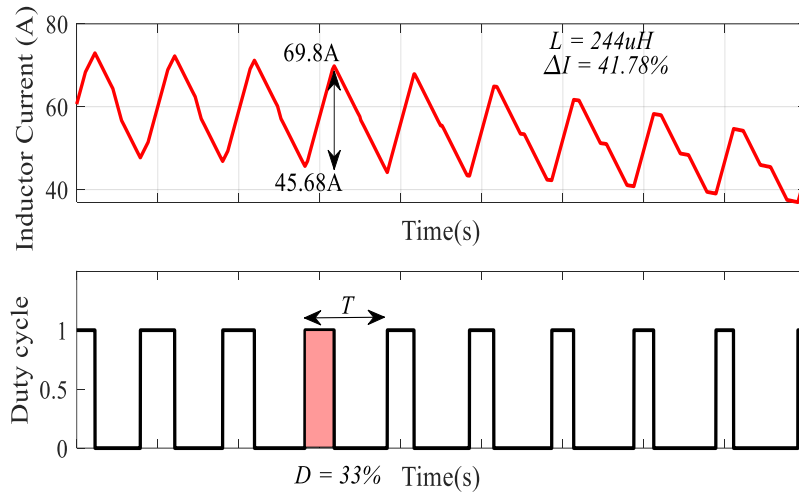 Inductor Current (A)
80
60
40
69.8A
45.68A
L = 244uH
ΔI = 41.78%
Time(s)
Duty cycle
1
0.5
0
T
D = 33%
Time(s)